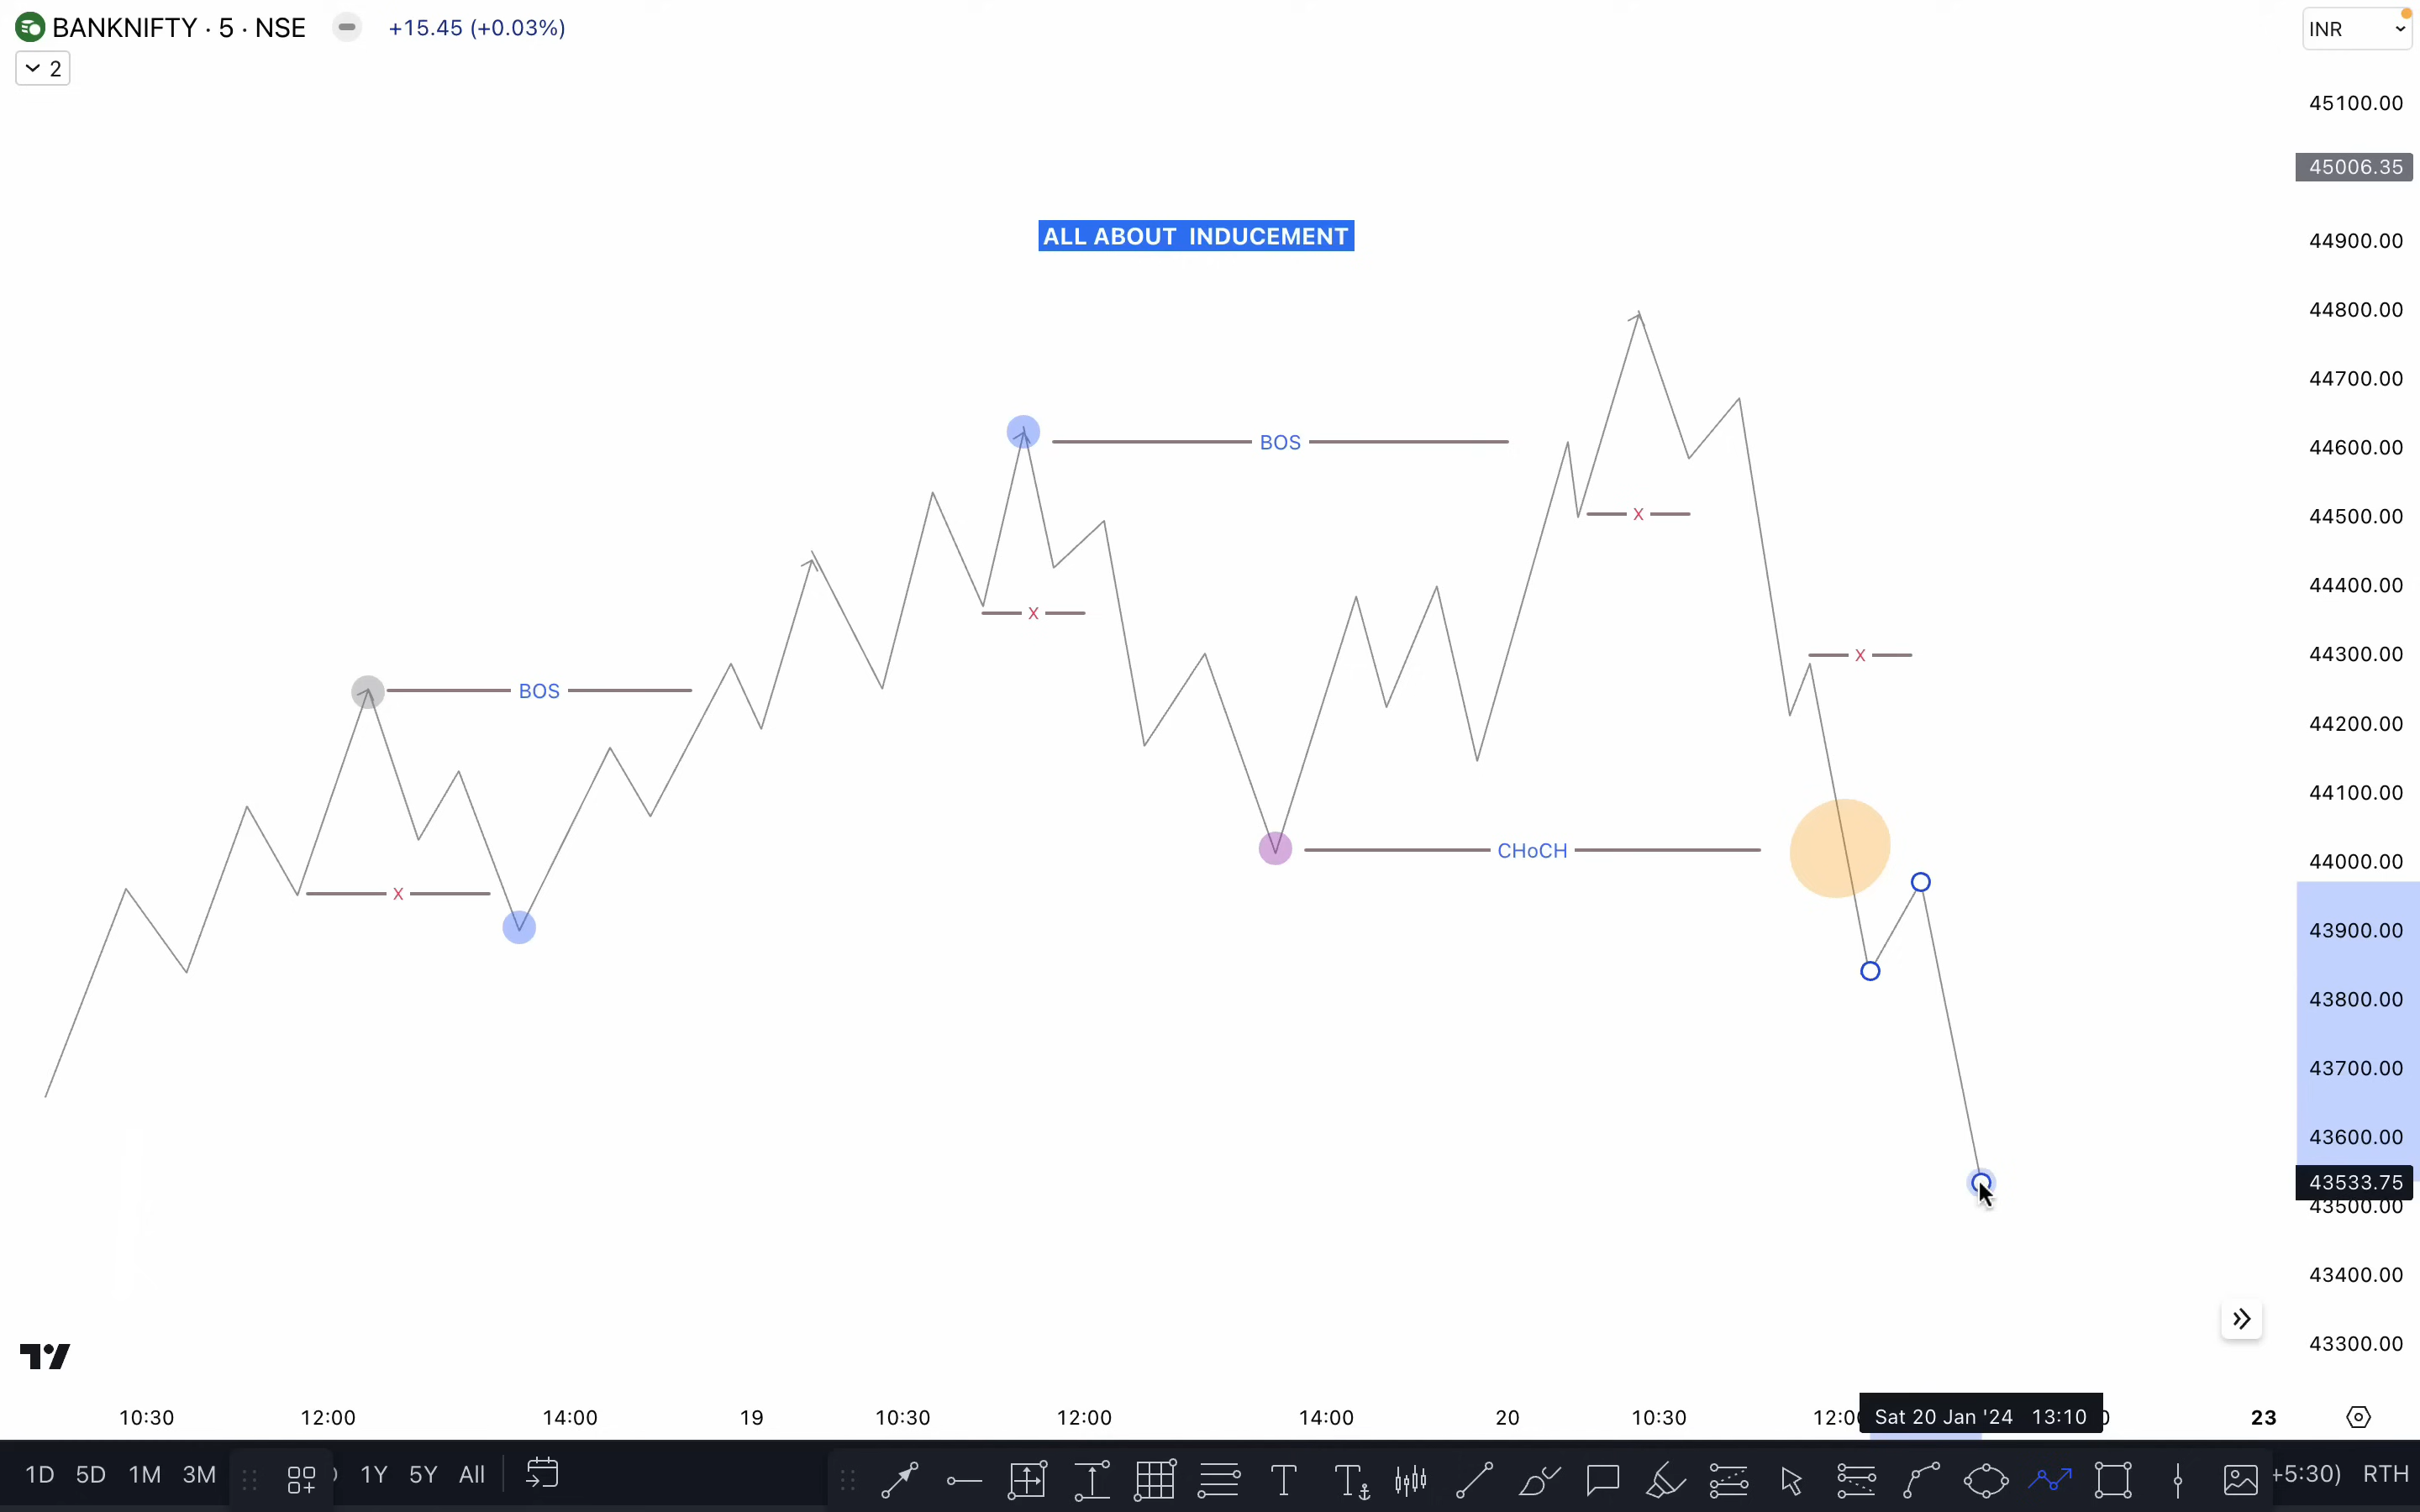 BANKNIFTY · 5 · NSE +15.45 (+0.03%)
INR
2
45100.00
45006.35
ALL ABOUT INDUCEMENT
44900.00
44800.00
44700.00
BOS
44600.00
X
44500.00
44400.00
X
X
44300.00
BOS
44200.00
44100.00
CHoCH
44000.00
X
43900.00
43800.00
43700.00
43600.00
43533.75
43500.00
43400.00
43300.00
10:30 12:00 14:00 19 10:30 12:00 14:00 20 10:30 12:0 Sat 20 Jan '24 13:10 23
1D 5D 1M 3M 1Y 5Y All T T +5:30) RTH